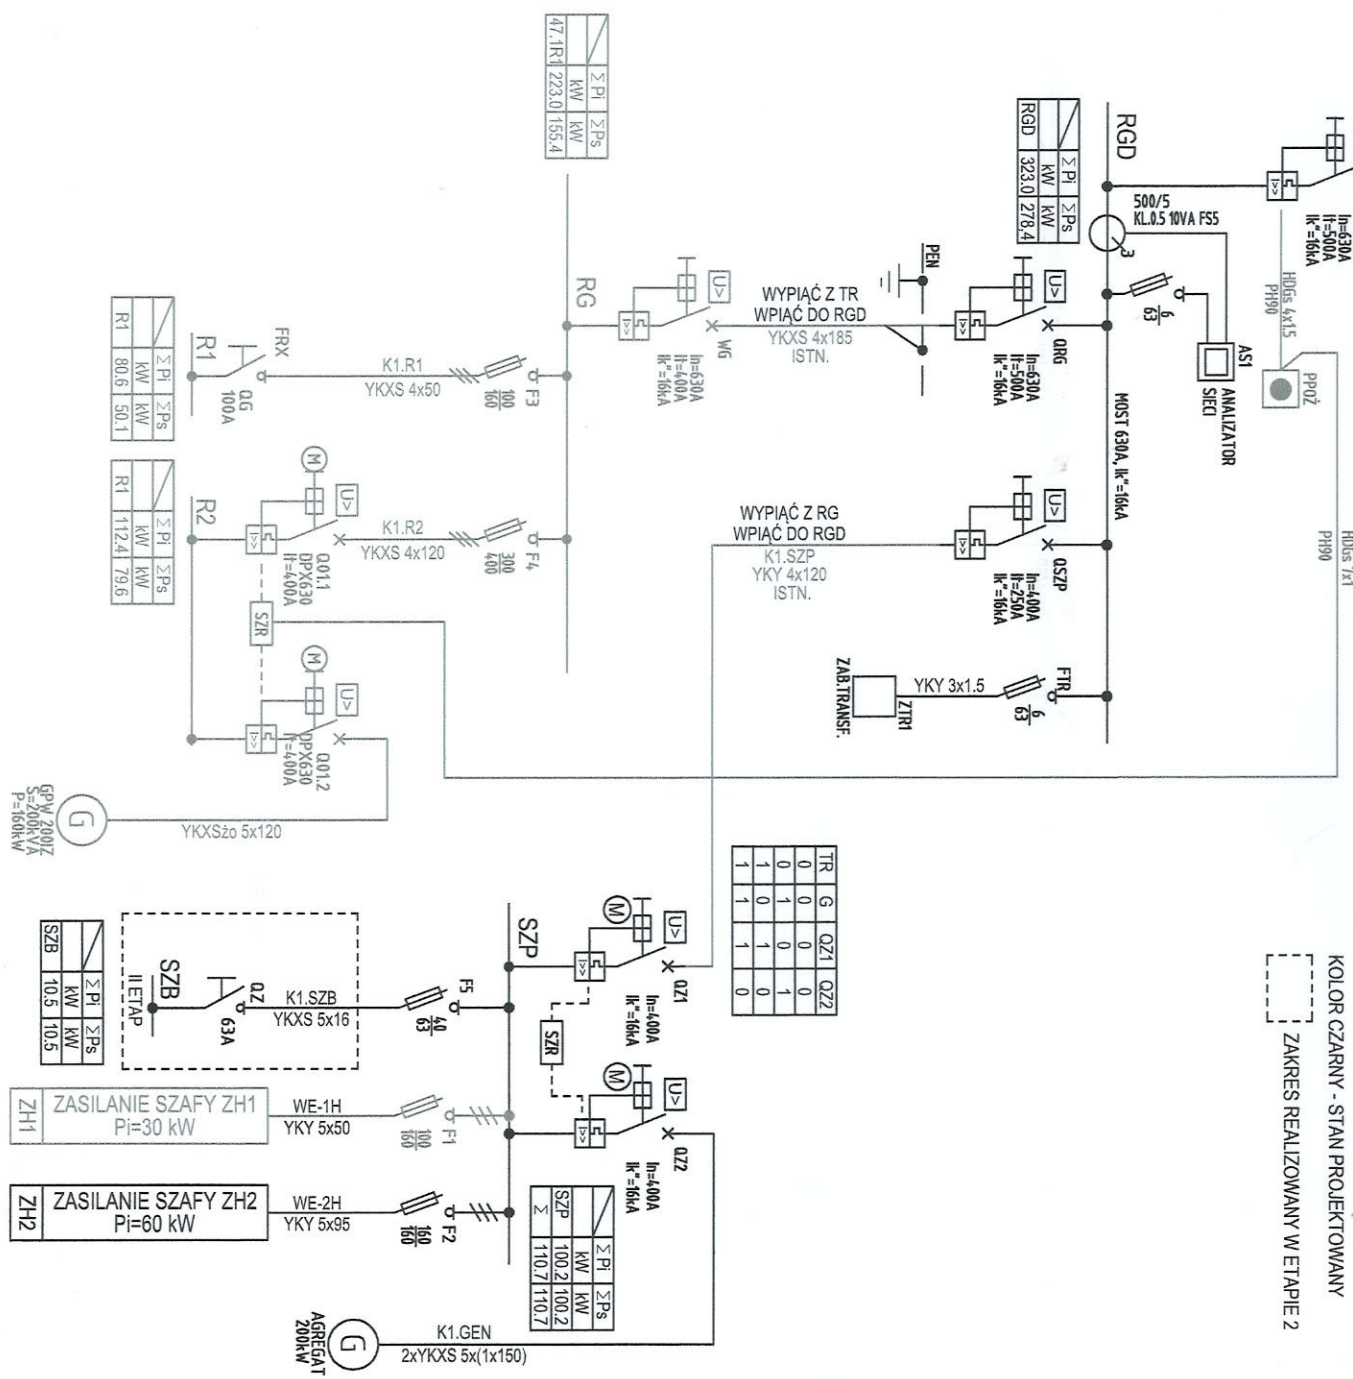 47.1R1 223.0 155.4
kW kW
ΣPi ΣPs
RGD 323.0 278,4
kW kW
ΣPi ΣPs
RGD
In=630A
It=500A
Ik"=16kA
500/5
KL.0.5 10VA FS5
3
6
63
AS1
ANALIZATOR
SIECI
HDGs 4x1.5
PH90
PPOŻ
HDGs 7x1
PH90
PEN
U>
QRG
In=630A
It=500A
Ik"=16kA
WYPIĄĆ Z TR
WPIĄĆ DO RGD
YKXS 4x185
ISTN.
U>
WG
In=630A
It=400A
Ik"=16kA
RG
MOST 630A, Ik"=16kA
R1 80.6 50.1
kW kW
ΣPi ΣPs
R1
FRX
QG
100A
K1.R1
YKXS 4x50
100
160
F3
R1 112.4 79.6
kW kW
ΣPi ΣPs
R2
M
U>
Q01.1
DPX630
It=400A
K1.R2
YKXS 4x120
300
400
F4
SZR
M
U>
Q01.2
DPX630
It=400A
G
GPW 200IZ
S=200kVA
P=160kW
YKXSżo 5x120
WYPIĄĆ Z RG
WPIĄĆ DO RGD
K1.SZP
YKY 4x120
ISTN.
U>
QSZP
In=400A
It=250A
Ik"=16kA
ZAB.TRANSF.
ZTR1
YKY 3x1.5
6
63
FTR
TR G QZ1 QZ2
0 0 0 0
0 1 0 1
1 0 1 0
1 1 1 0
SZP
M
U>
QZ1
In=400A
Ik"=16kA
SZR
M
U>
QZ2
In=400A
Ik"=16kA
SZB 10.5 10.5
kW kW
ΣPi ΣPs
SZB
II ETAP
QZ
63A
K1.SZB
YKXS 5x16
40
63
F5
ZH1
ZASILANIE SZAFY ZH1
Pi=30 kW
WE-1H
YKY 5x50
100
160
F1
ZH2
ZASILANIE SZAFY ZH2
Pi=60 kW
WE-2H
YKY 5x95
160
160
F2
ΣPi ΣPs
kW kW
SZP 100.2 100.2
Σ 110.7 110.7
AGREGAT
200kW
G
K1.GEN
2xYKXS 5x(1x150)
KOLOR CZARNY - STAN PROJEKTOWANY
ZAKRES REALIZOWANY W ETAPIE 2